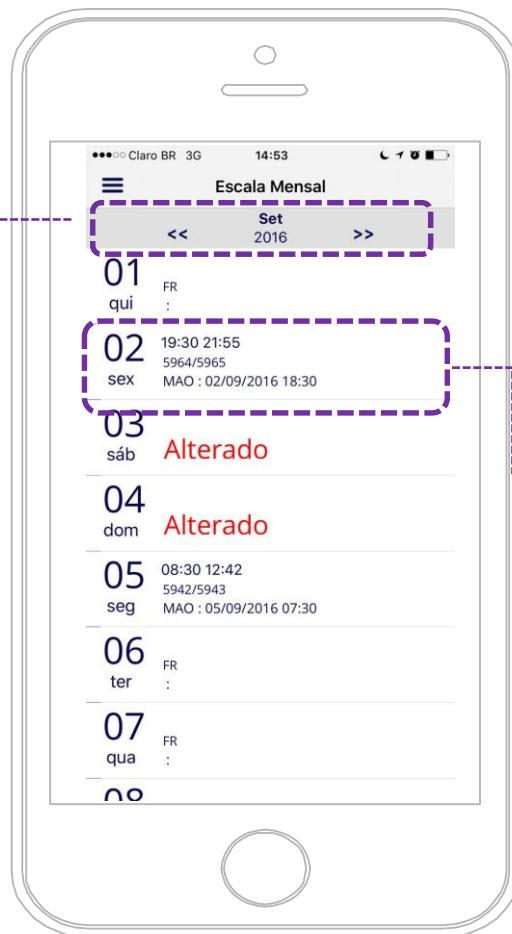 Claro BR 3G 14:53
Escala Mensal
Set
<< 2016 >>
01
qui
FR
:
02
sex
19:30 21:55
5964/5965
MAO : 02/09/2016 18:30
03
sáb
Alterado
04
dom
Alterado
05
seg
08:30 12:42
5942/5943
MAO : 05/09/2016 07:30
06
ter
FR
:
07
qua
FR
:
08